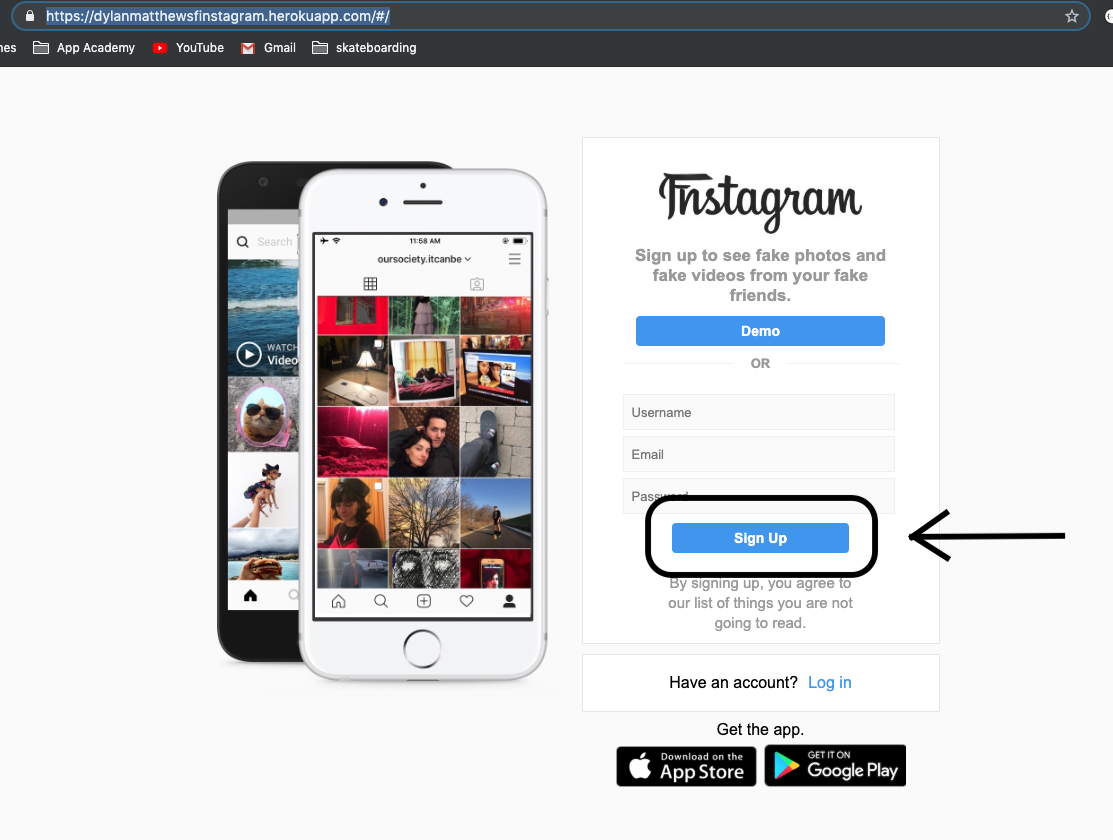 https://dylanmatthewsfinstagram.herokuapp.com/#/
App Academy YouTube Gmail skateboarding
Finstagram
Sign up to see fake photos and
fake videos from your fake
friends.
Demo
OR
Username
Email
Password
Sign Up
By signing up, you agree to
our list of things you are not
going to read.
Have an account? Log in
Get the app.
Download on the
App Store
GET IT ON
Google Play
Search
WATCH
Video
11:58 AM
oursociety.itcanbe